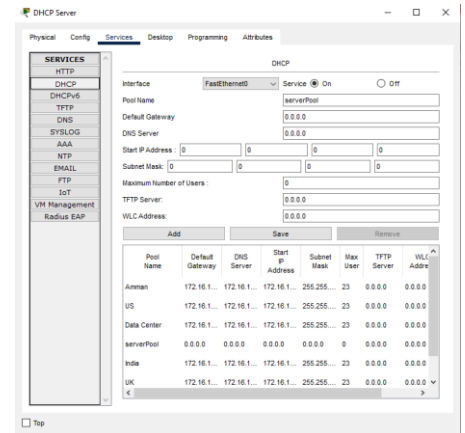 DHCP Server
Physical Config Services Desktop Programming Attributes
SERVICES
HTTP
DHCP
DHCPv6
TFTP
DNS
SYSLOG
AAA
NTP
EMAIL
FTP
IoT
VM Management
Radius EAP
DHCP
Interface FastEthernet0 Service On Off
Pool Name serverPool
Default Gateway 0.0.0.0
DNS Server 0.0.0.0
Start IP Address : 0 0 0 0
Subnet Mask: 0 0 0 0
Maximum Number of Users : 0
TFTP Server: 0.0.0.0
WLC Address: 0.0.0.0
Add Save Remove
Pool Name Default Gateway DNS Server Start IP Address Subnet Mask Max User TFTP Server WLC Addre
Amman 172.16.1... 172.16.1... 172.16.1... 255.255.... 23 0.0.0.0 0.0.0.0
US 172.16.1... 172.16.1... 172.16.1... 255.255.... 23 0.0.0.0 0.0.0.0
Data Center 172.16.1... 172.16.1... 172.16.1... 255.255.... 23 0.0.0.0 0.0.0.0
serverPool 0.0.0.0 0.0.0.0 0.0.0.0 0.0.0.0 0 0.0.0.0 0.0.0.0
India 172.16.1... 172.16.1... 172.16.1... 255.255.... 23 0.0.0.0 0.0.0.0
UK 172.16.1... 172.16.1... 172.16.1... 255.255.... 23 0.0.0.0 0.0.0.0
Top